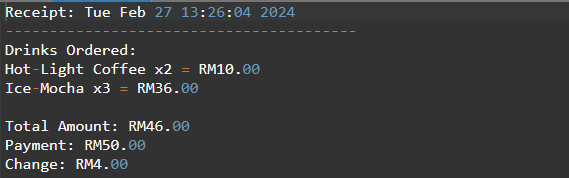 Receipt: Tue Feb 27 13:26:04 2024
----------------------------------------
Drinks Ordered:
Hot-Light Coffee x2 = RM10.00
Ice-Mocha x3 = RM36.00

Total Amount: RM46.00
Payment: RM50.00
Change: RM4.00